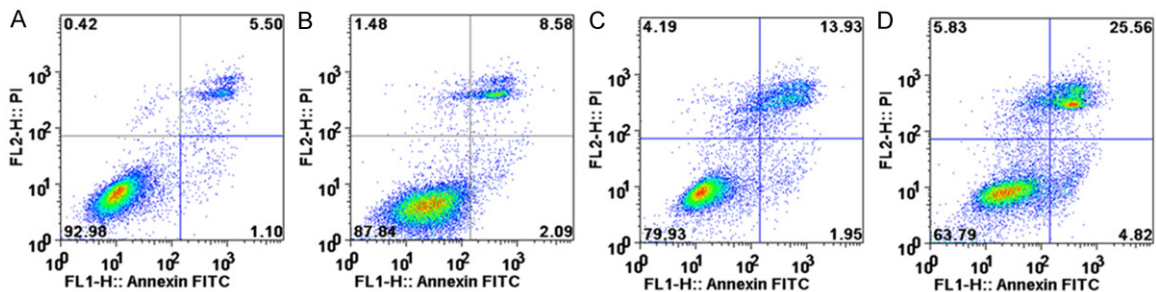 A
0.42 5.50
10³
10²
10¹
10⁰
FL2-H:: PI
92.98 1.10
10⁰ 10¹ 10² 10³
FL1-H:: Annexin FITC
B
1.48 8.58
10³
10²
10¹
10⁰
FL2-H:: PI
87.84 2.09
10⁰ 10¹ 10² 10³
FL1-H:: Annexin FITC
C
4.19 13.93
10³
10²
10¹
10⁰
FL2-H:: PI
79.93 1.95
10⁰ 10¹ 10² 10³
FL1-H:: Annexin FITC
D
5.83 25.56
10³
10²
10¹
10⁰
FL2-H:: PI
63.79 4.82
10⁰ 10¹ 10² 10³
FL1-H:: Annexin FITC